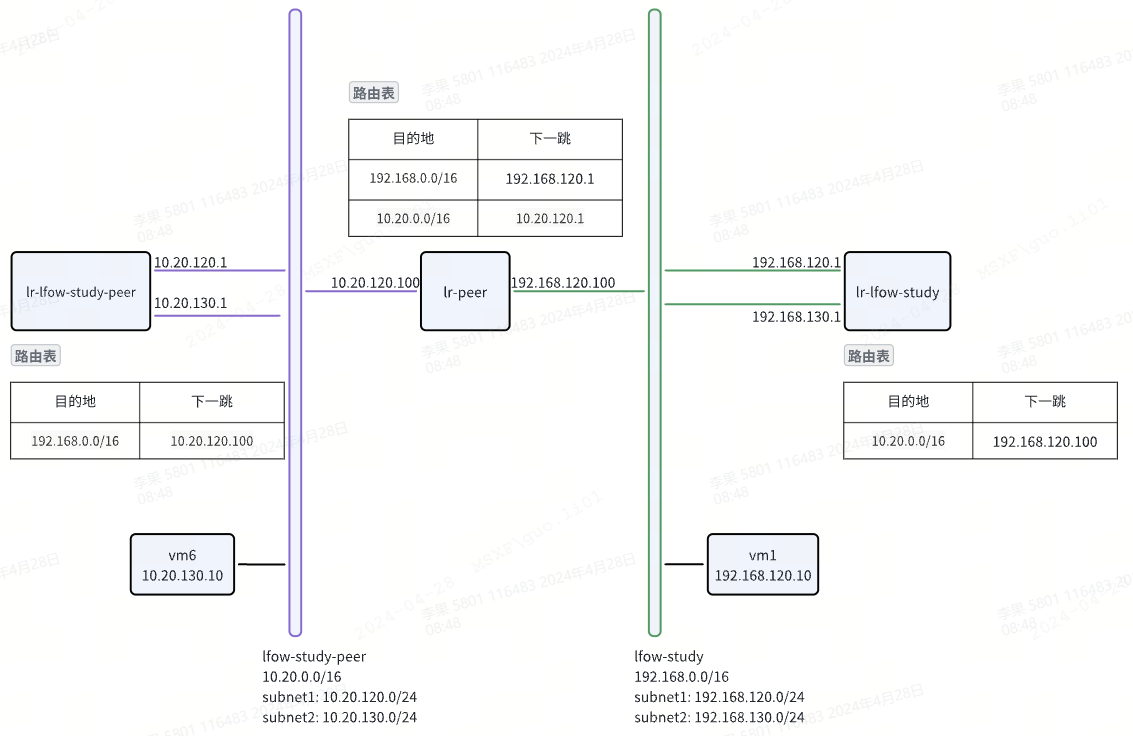 路由表
目的地 下一跳
192.168.0.0/16 192.168.120.1
10.20.0.0/16 10.20.120.1
lr-lfow-study-peer
10.20.120.1
10.20.130.1
10.20.120.100
lr-peer
192.168.120.100
192.168.120.1
192.168.130.1
lr-lfow-study
路由表
目的地 下一跳
192.168.0.0/16 10.20.120.100
路由表
目的地 下一跳
10.20.0.0/16 192.168.120.100
vm6
10.20.130.10
vm1
192.168.120.10
lfow-study-peer
10.20.0.0/16
subnet1: 10.20.120.0/24
subnet2: 10.20.130.0/24
lfow-study
192.168.0.0/16
subnet1: 192.168.120.0/24
subnet2: 192.168.130.0/24
李果 5801 116483 2024年4月28日
08:48